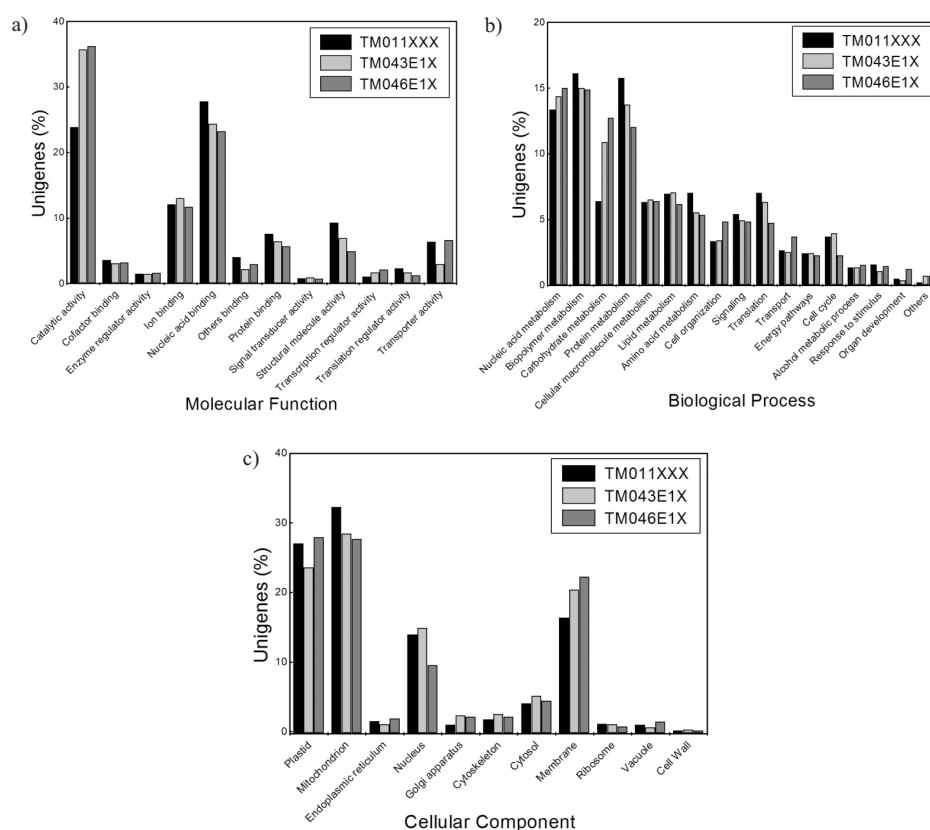 a)
40
30
20
10
0
Unigenes (%)
TM011XXX
TM043E1X
TM046E1X
Catalytic activity
Cofactor binding
Enzyme regulator activity
Ion binding
Nucleic acid binding
Others binding
Protein binding
Signal transducer activity
Structural molecule activity
Transcription regulator activity
Translation regulator activity
Transporter activity
Molecular Function
b)
20
15
10
5
0
Unigenes (%)
TM011XXX
TM043E1X
TM046E1X
Nucleic acid metabolism
Biopolymer metabolism
Carbohydrate metabolism
Protein metabolism
Cellular macromolecule metabolism
Lipid metabolism
Amino acid metabolism
Cell organization
Signaling
Translation
Transport
Energy pathways
Cell cycle
Alcohol metabolic process
Response to stimulus
Organ development
Others
Biological Process
c)
40
30
20
10
0
Unigenes (%)
TM011XXX
TM043E1X
TM046E1X
Plastid
Mitochondrion
Endoplasmic reticulum
Nucleus
Golgi apparatus
Cytoskeleton
Cytosol
Membrane
Ribosome
Vacuole
Cell Wall
Cellular Component